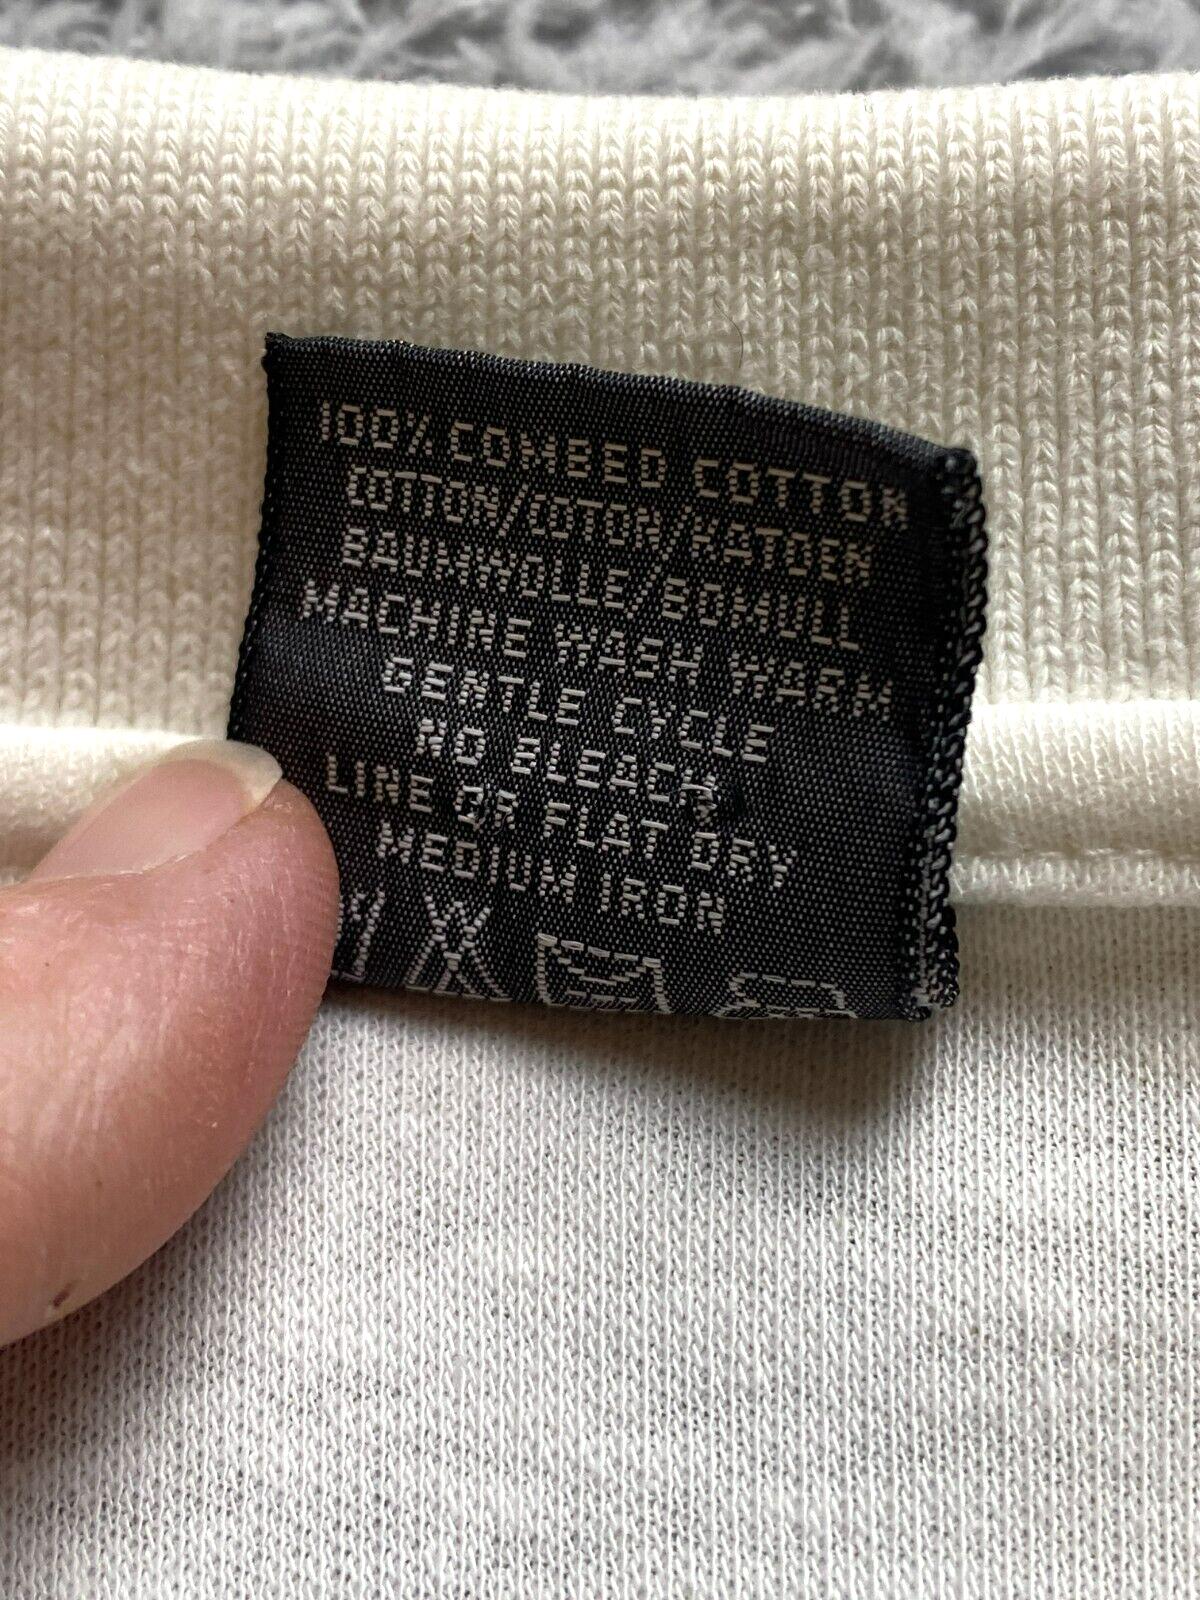 100% COMBED COTTON
COTTON/COTON/KATOEN
BAUMWOLLE/BOMULL
MACHINE WASH WARM
GENTLE CYCLE
NO BLEACH
LINE OR FLAT DRY
MEDIUM IRON